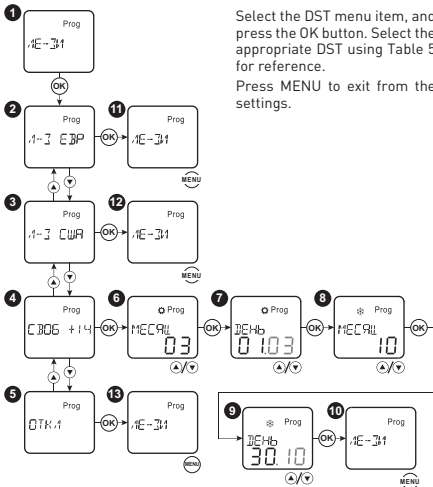 Select the DST menu item, and
press the OK button. Select the
appropriate DST using Table 5
for reference.
Press MENU to exit from the
settings.
1
Prog
ЛЕ-ЗИ
OK
2
Prog
Л-З ЕВР
OK
11
Prog
ЛЕ-ЗИ
MENU
3
Prog
Л-З США
OK
12
Prog
ЛЕ-ЗИ
MENU
4
Prog
СВОБ +1Ч
OK
6
Prog
МЕСЯЦ
03
OK
7
Prog
ДЕНЬ
01.03
OK
8
Prog
МЕСЯЦ
10
OK
5
Prog
ОТКЛ
OK
13
Prog
ЛЕ-ЗИ
MENU
9
Prog
ДЕНЬ
30.10
OK
10
Prog
ЛЕ-ЗИ
MENU